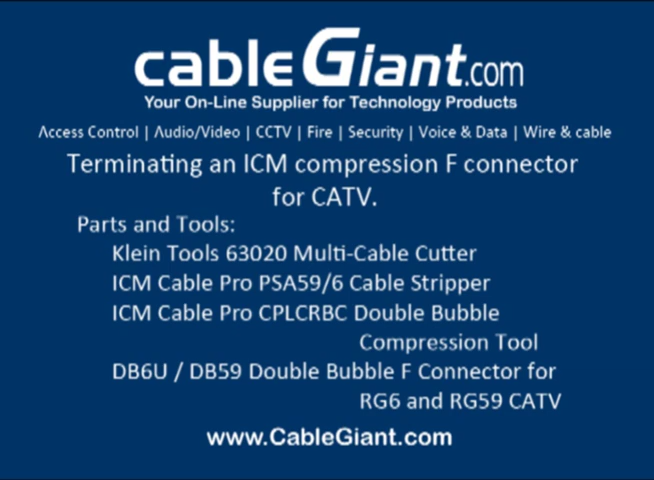 cableGiant.com
Your On-Line Supplier for Technology Products
Access Control | Audio/Video | CCTV | Fire | Security | Voice & Data | Wire & cable
Terminating an ICM compression F connector
for CATV.
Parts and Tools:
Klein Tools 63020 Multi-Cable Cutter
ICM Cable Pro PSA59/6 Cable Stripper
ICM Cable Pro CPLCRBC Double Bubble
Compression Tool
DB6U / DB59 Double Bubble F Connector for
RG6 and RG59 CATV
www.CableGiant.com